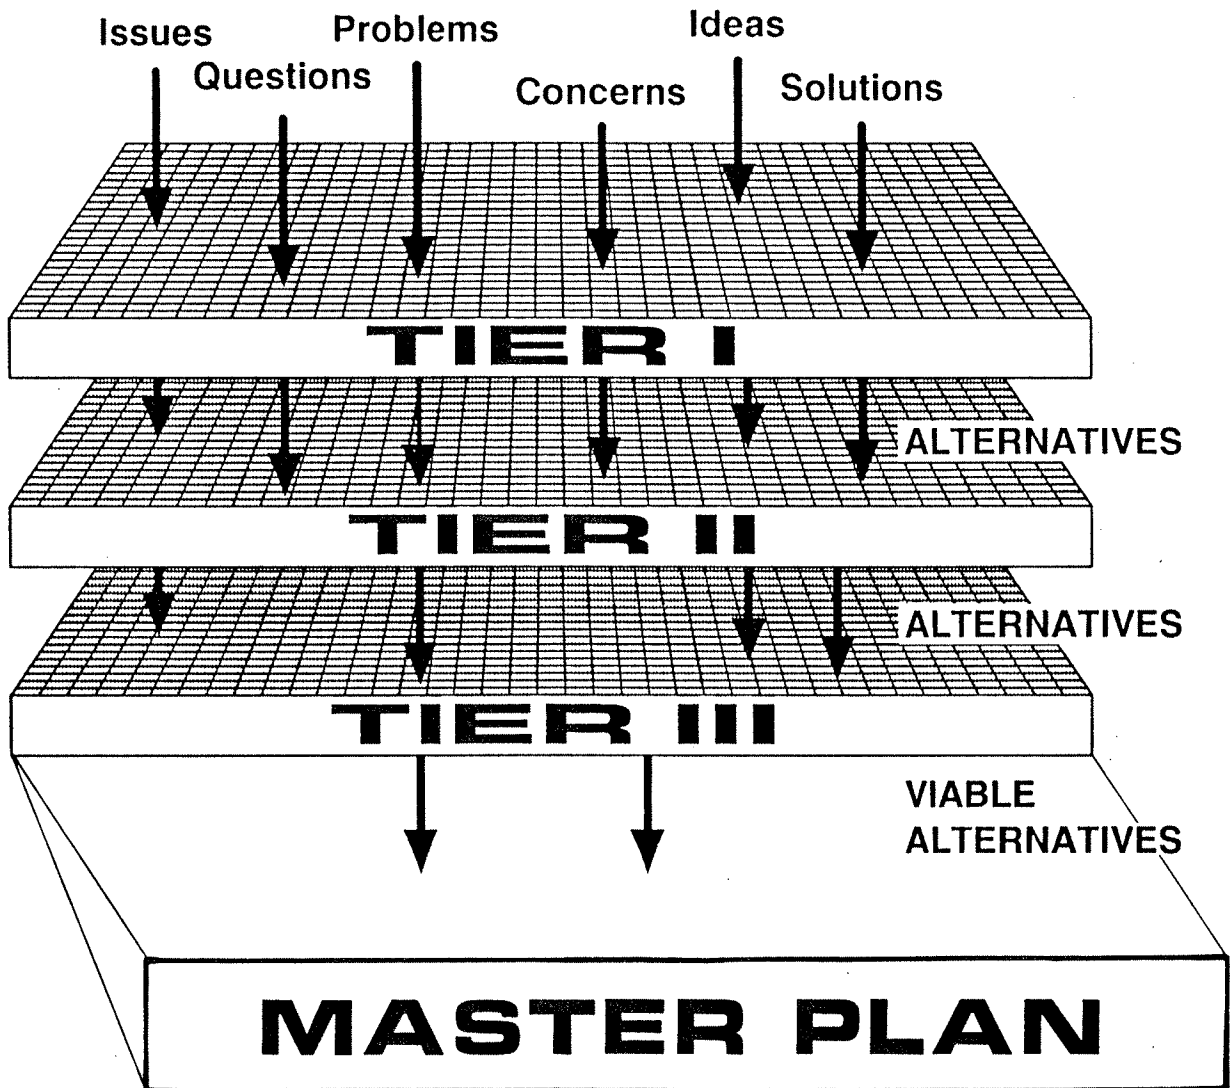 Issues
Problems
Ideas
Questions
Concerns
Solutions
TIER I
ALTERNATIVES
TIER II
ALTERNATIVES
TIER III
VIABLE
ALTERNATIVES
MASTER PLAN